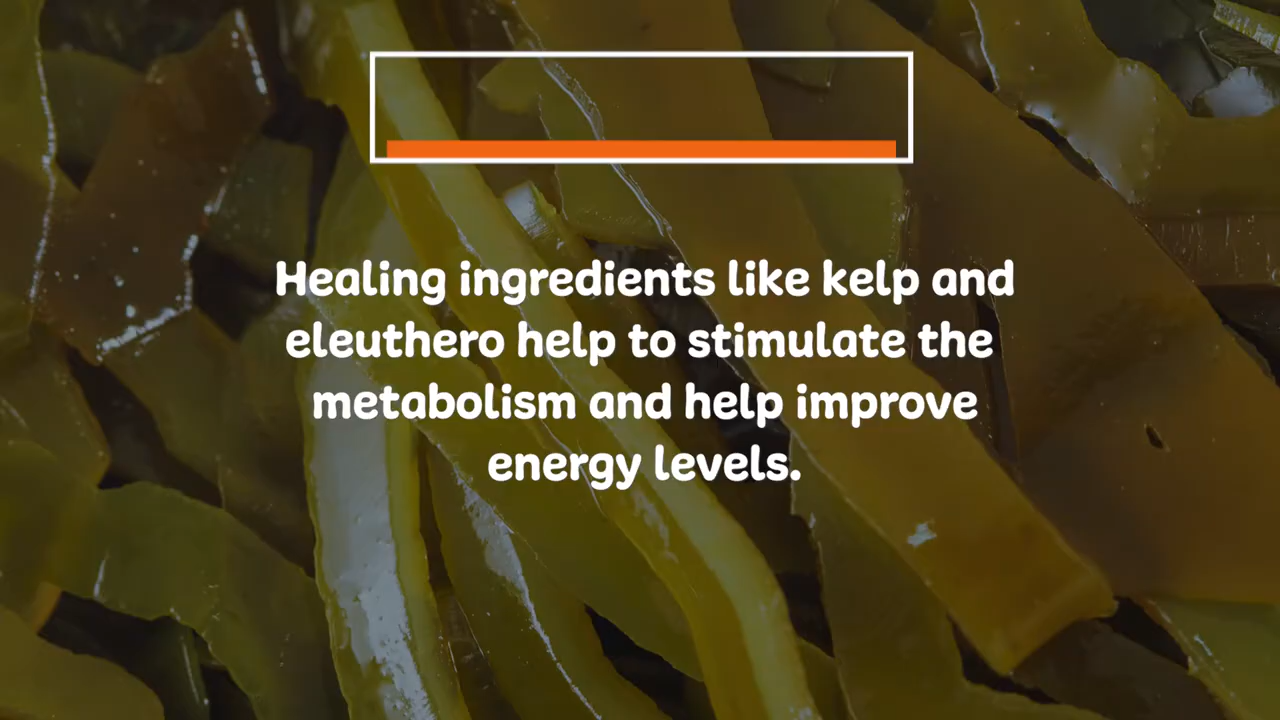 Healing ingredients like kelp and
eleuthero help to stimulate the
metabolism and help improve
energy levels.